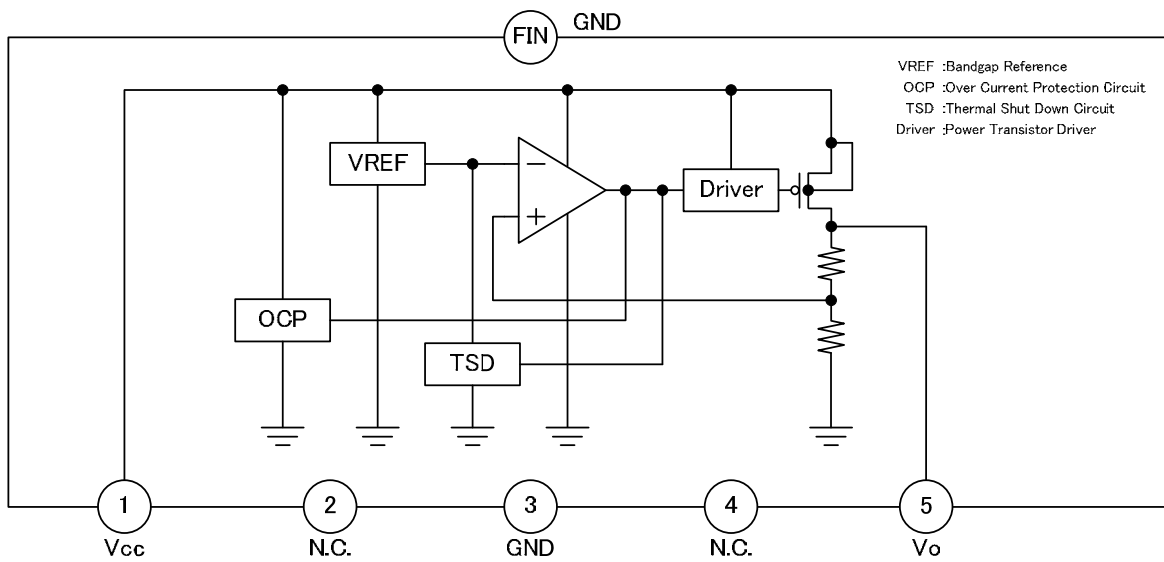 FIN GND
VREF :Bandgap Reference
OCP :Over Current Protection Circuit
TSD :Thermal Shut Down Circuit
Driver :Power Transistor Driver
VREF
−
+
Driver
OCP
TSD
1
2
3
4
5
Vcc
N.C.
GND
N.C.
Vo